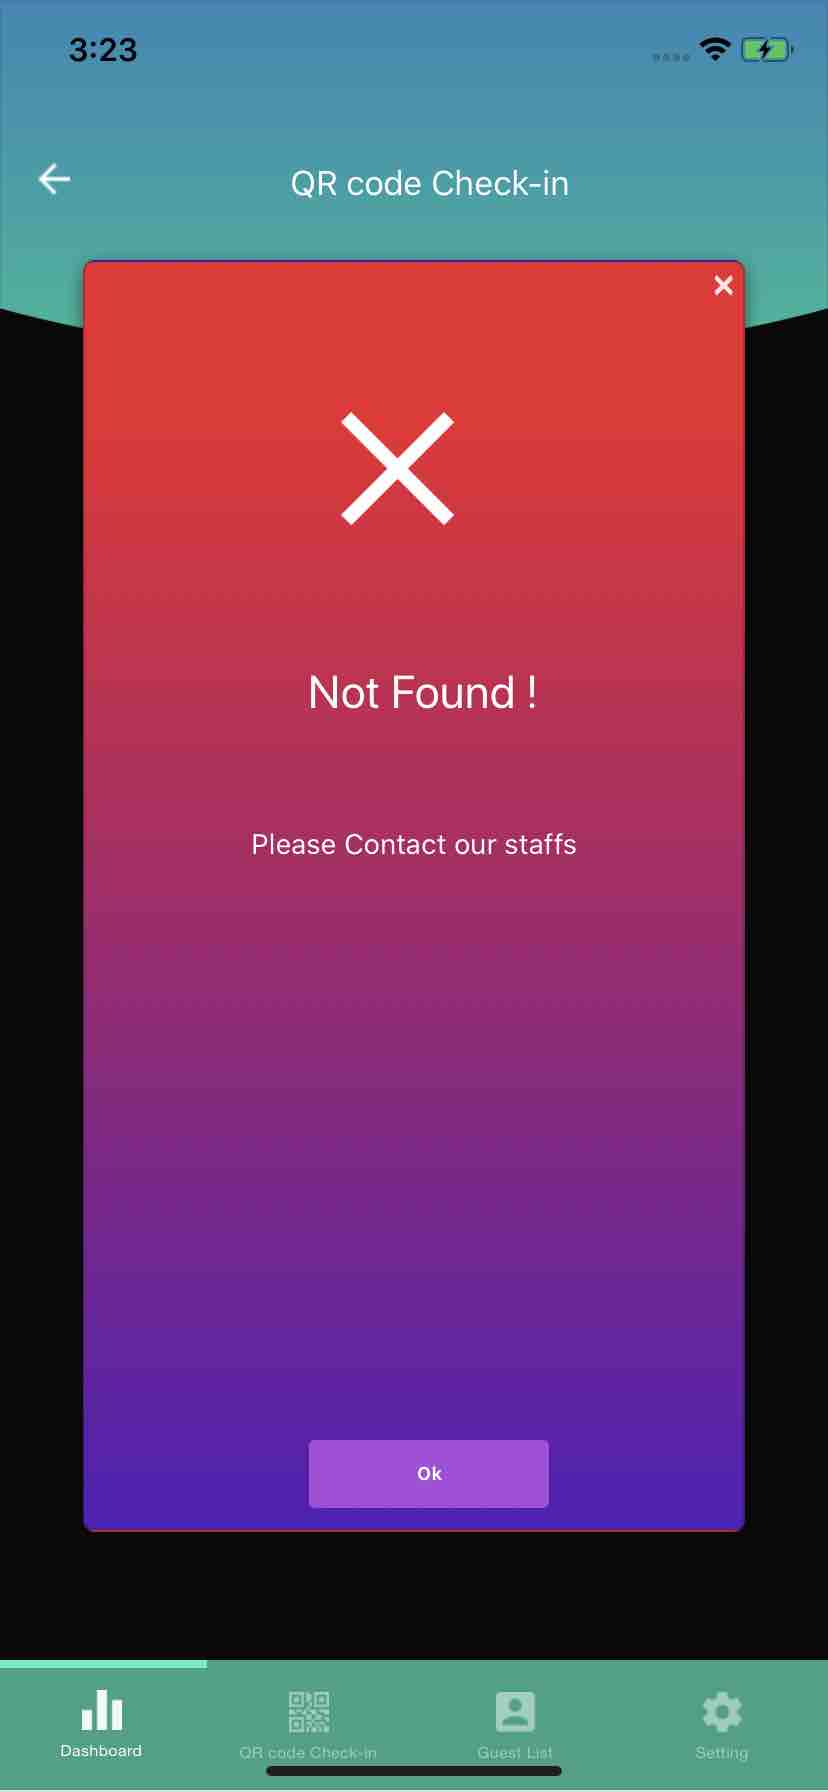 3:23
QR code Check-in
Not Found !
Please Contact our staffs
Ok
Dashboard
QR code Check-in
Guest List
Setting